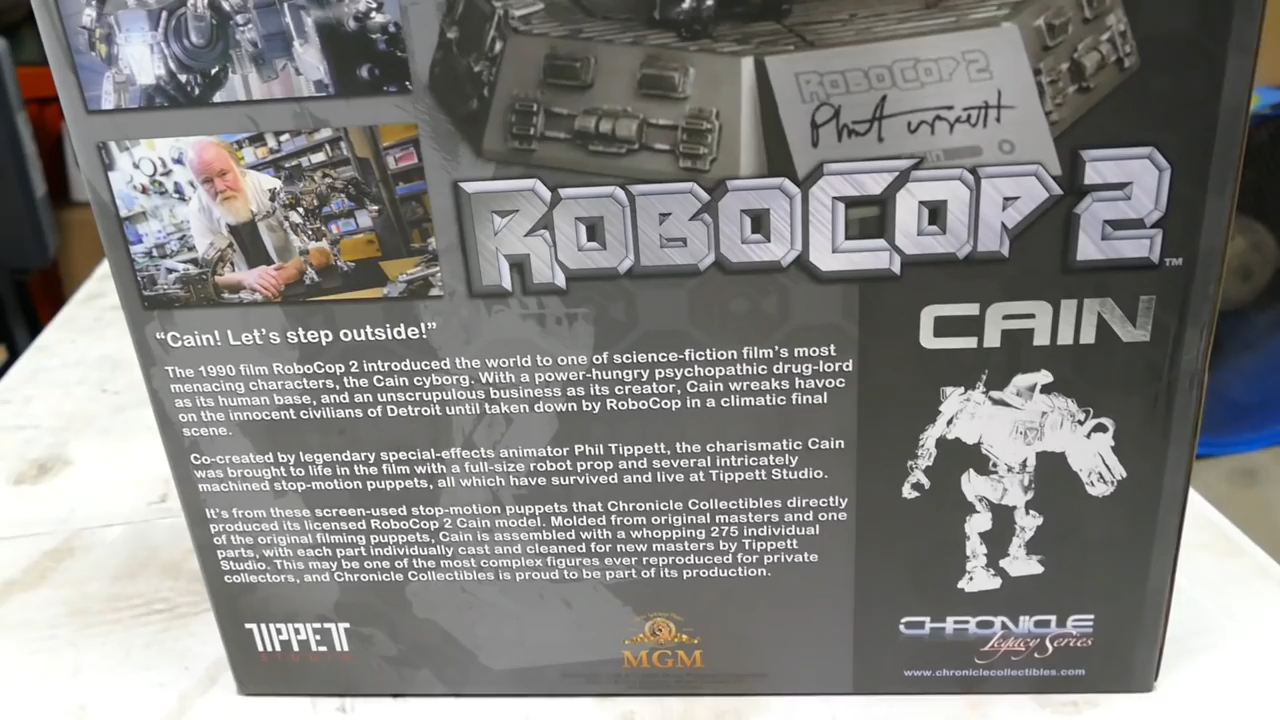 ROBOCOP 2
Phil Tippett
ROBOCOP 2™
CAIN
“Cain! Let’s step outside!”
The 1990 film RoboCop 2 introduced the world to one of science-fiction film’s most
menacing characters, the Cain cyborg. With a power-hungry psychopathic drug-lord
as its human base, and an unscrupulous business as its creator, Cain wreaks havoc
on the innocent civilians of Detroit until taken down by RoboCop in a climatic final
scene.
Co-created by legendary special-effects animator Phil Tippett, the charismatic Cain
was brought to life in the film with a full-size robot prop and several intricately
machined stop-motion puppets, all which have survived and live at Tippett Studio.
It’s from these screen-used stop-motion puppets that Chronicle Collectibles directly
produced its licensed RoboCop 2 Cain model. Molded from original masters and one
of the original filming puppets, Cain is assembled with a whopping 275 individual
parts, with each part individually cast and cleaned for new masters by Tippett
Studio. This may be one of the most complex figures ever reproduced for private
collectors, and Chronicle Collectibles is proud to be part of its production.
TIPPETT
STUDIO
MGM
CHRONICLE
Legacy Series
www.chroniclecollectibles.com